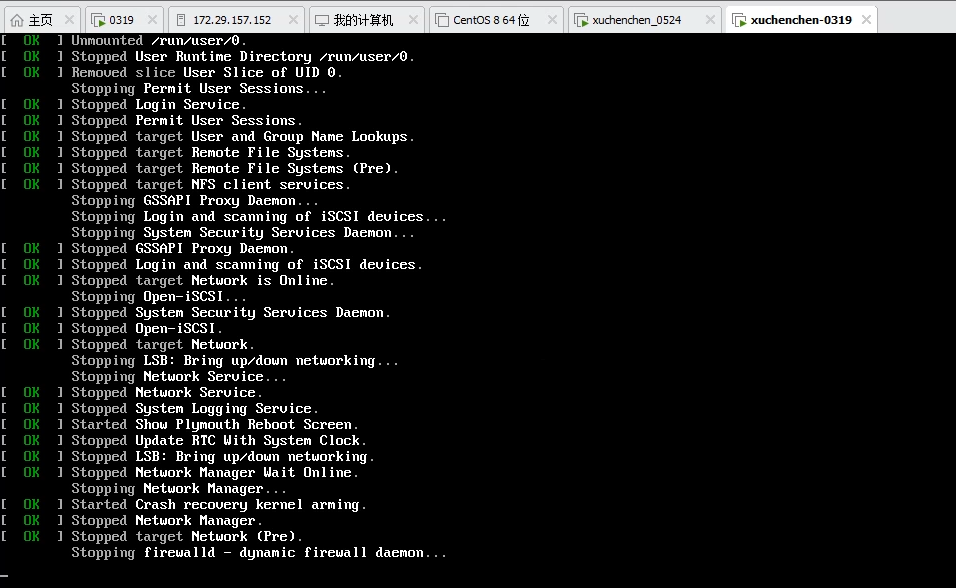 主页 0319 172.29.157.152 我的计算机 CentOS 8 64 位 xuchenchen_0524 xuchenchen-0319
[ OK ] Unmounted /run/user/0.
[ OK ] Stopped User Runtime Directory /run/user/0.
[ OK ] Removed slice User Slice of UID 0.
Stopping Permit User Sessions...
[ OK ] Stopped Login Service.
[ OK ] Stopped Permit User Sessions.
[ OK ] Stopped target User and Group Name Lookups.
[ OK ] Stopped target Remote File Systems.
[ OK ] Stopped target Remote File Systems (Pre).
[ OK ] Stopped target NFS client services.
Stopping GSSAPI Proxy Daemon...
Stopping Login and scanning of iSCSI devices...
Stopping System Security Services Daemon...
[ OK ] Stopped GSSAPI Proxy Daemon.
[ OK ] Stopped Login and scanning of iSCSI devices.
[ OK ] Stopped target Network is Online.
Stopping Open-iSCSI...
[ OK ] Stopped System Security Services Daemon.
[ OK ] Stopped Open-iSCSI.
[ OK ] Stopped target Network.
Stopping LSB: Bring up/down networking...
Stopping Network Service...
[ OK ] Stopped Network Service.
[ OK ] Stopped System Logging Service.
[ OK ] Started Show Plymouth Reboot Screen.
[ OK ] Stopped Update RTC With System Clock.
[ OK ] Stopped LSB: Bring up/down networking.
[ OK ] Stopped Network Manager Wait Online.
Stopping Network Manager...
[ OK ] Started Crash recovery kernel arming.
[ OK ] Stopped Network Manager.
[ OK ] Stopped target Network (Pre).
Stopping firewalld - dynamic firewall daemon...